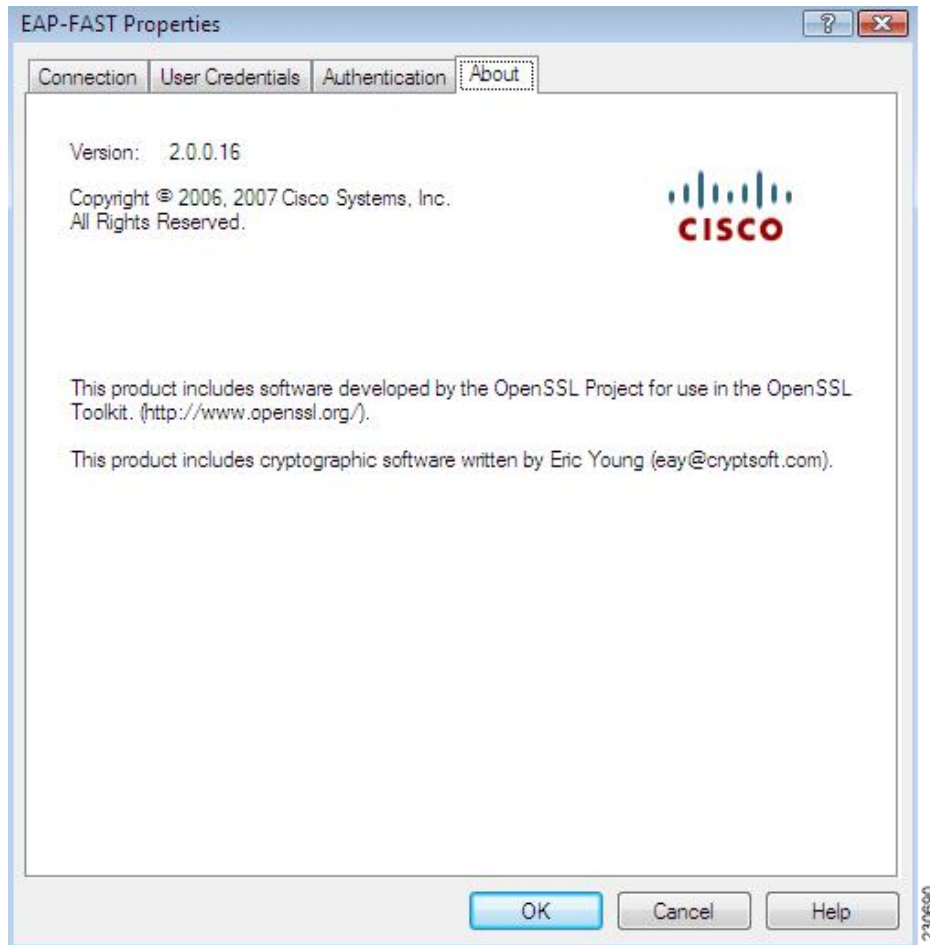 EAP-FAST Properties
Connection User Credentials Authentication About
Version: 2.0.0.16
Copyright © 2006, 2007 Cisco Systems, Inc.
All Rights Reserved.
CISCO
This product includes software developed by the OpenSSL Project for use in the OpenSSL
Toolkit. (http://www.openssl.org/).
This product includes cryptographic software written by Eric Young (eay@cryptsoft.com).
OK Cancel Help
230690